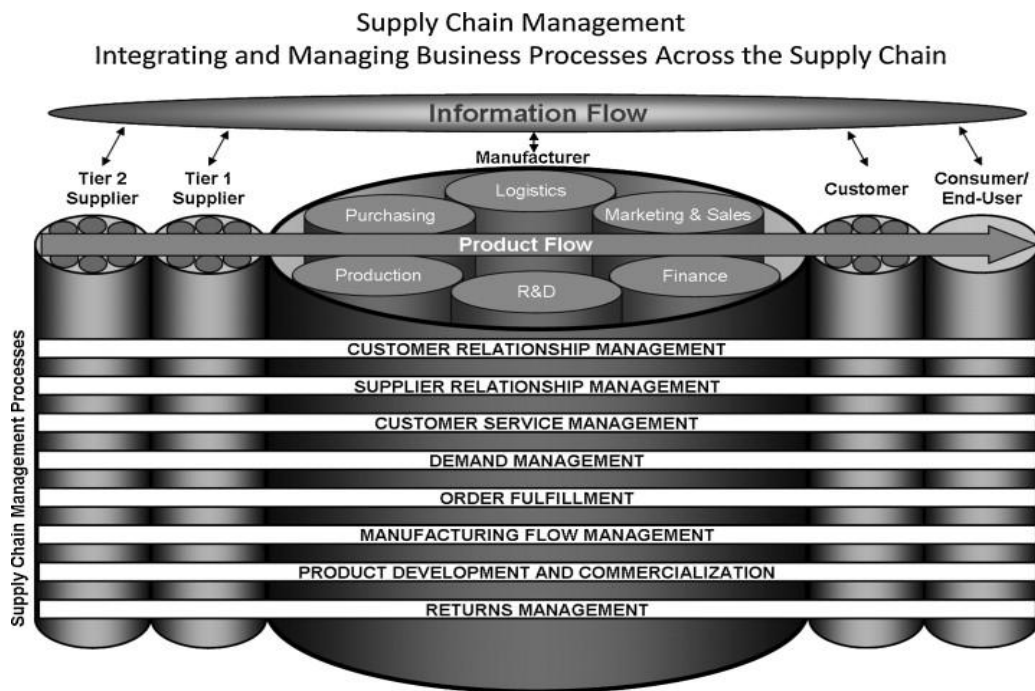 Supply Chain Management
Integrating and Managing Business Processes Across the Supply Chain
Information Flow
Tier 2
Supplier
Tier 1
Supplier
Manufacturer
Customer
Consumer/
End-User
Logistics
Purchasing
Marketing & Sales
Product Flow
Production
R&D
Finance
Supply Chain Management Processes
CUSTOMER RELATIONSHIP MANAGEMENT
SUPPLIER RELATIONSHIP MANAGEMENT
CUSTOMER SERVICE MANAGEMENT
DEMAND MANAGEMENT
ORDER FULFILLMENT
MANUFACTURING FLOW MANAGEMENT
PRODUCT DEVELOPMENT AND COMMERCIALIZATION
RETURNS MANAGEMENT